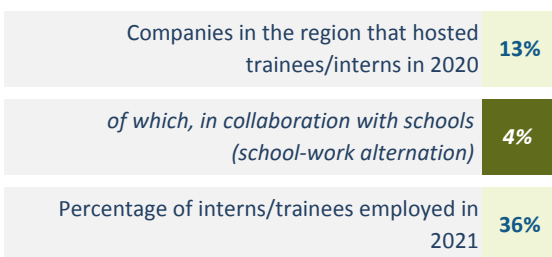 Companies in the region that hosted
trainees/interns in 2020
13%
of which, in collaboration with schools
(school-work alternation)
4%
Percentage of interns/trainees employed in
2021
36%